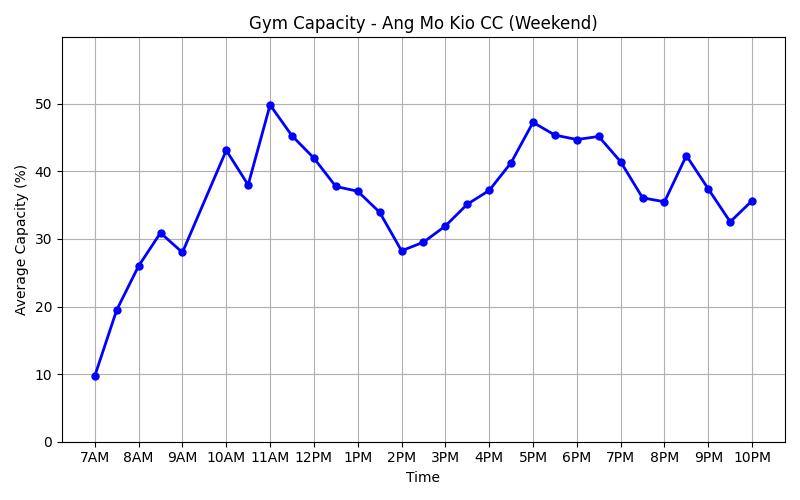 Gym Capacity - Ang Mo Kio CC (Weekend)
Average Capacity (%)
50
40
30
20
10
0
7AM 8AM 9AM 10AM 11AM 12PM 1PM 2PM 3PM 4PM 5PM 6PM 7PM 8PM 9PM 10PM
Time